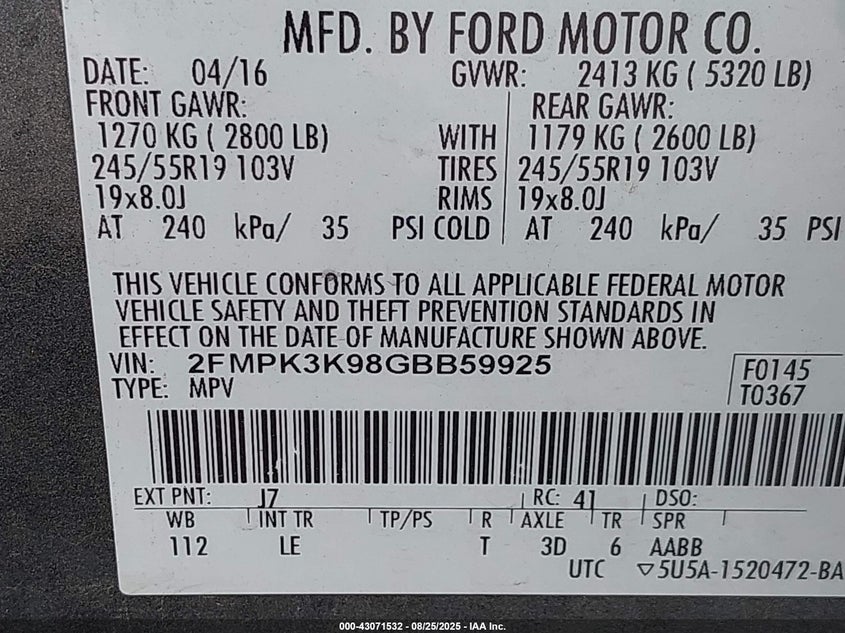 MFD. BY FORD MOTOR CO.
DATE: 04/16 GVWR: 2413 KG ( 5320 LB)
FRONT GAWR: REAR GAWR:
1270 KG ( 2800 LB) WITH 1179 KG ( 2600 LB)
245/55R19 103V TIRES 245/55R19 103V
19x8.0J RIMS 19x8.0J
AT 240 kPa/ 35 PSI COLD AT 240 kPa/ 35 PSI
THIS VEHICLE CONFORMS TO ALL APPLICABLE FEDERAL MOTOR
VEHICLE SAFETY AND THEFT PREVENTION STANDARDS IN
EFFECT ON THE DATE OF MANUFACTURE SHOWN ABOVE.
VIN: 2FMPK3K98GBB59925 F0145
TYPE: MPV T0367
EXT PNT: J7 RC: 41 DSO:
WB INT TR TP/PS R AXLE TR SPR
112 LE T 3D 6 AABB
UTC ▽5U5A-1520472-BA
000-43071532 - 08/25/2025 - IAA Inc.